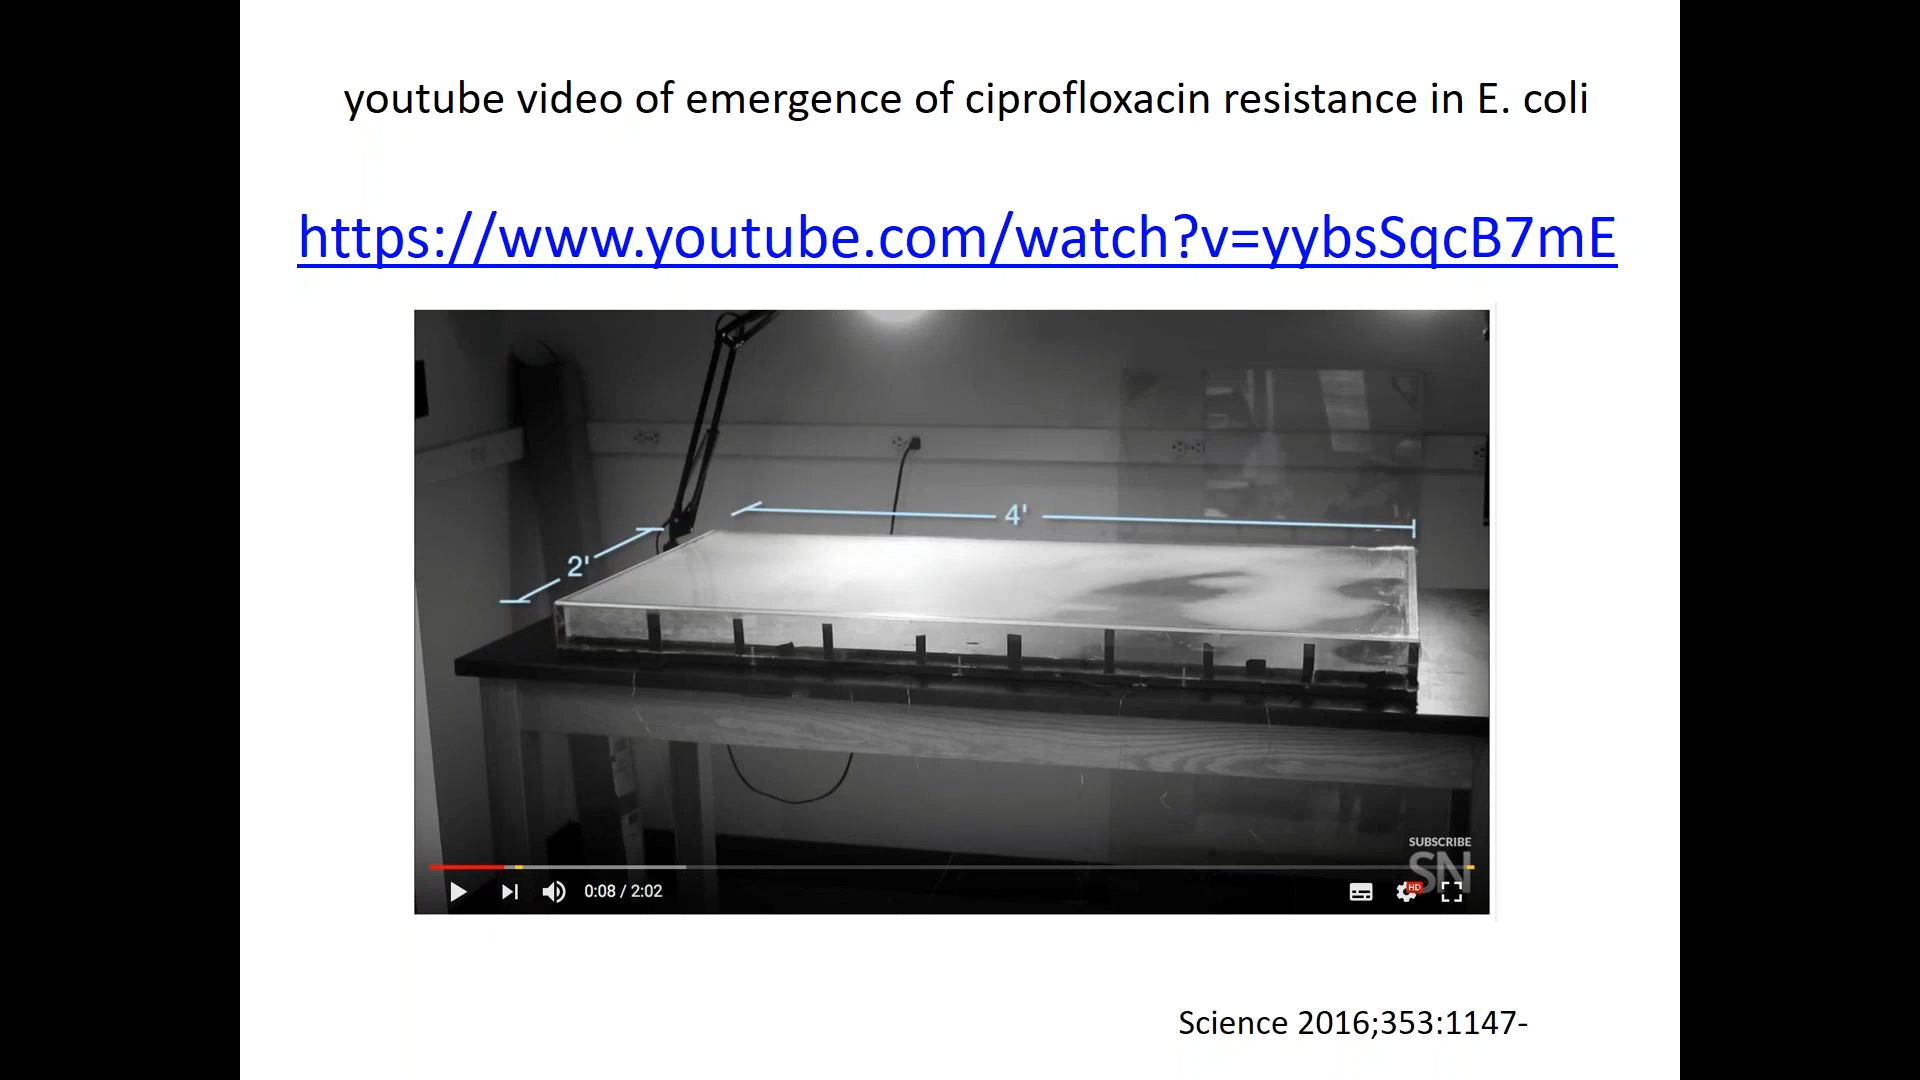 youtube video of emergence of ciprofloxacin resistance in E. coli
https://www.youtube.com/watch?v=yybsSqcB7mE
4'
2'
SUBSCRIBE
SN
0:08 / 2:02
HD
Science 2016;353:1147-